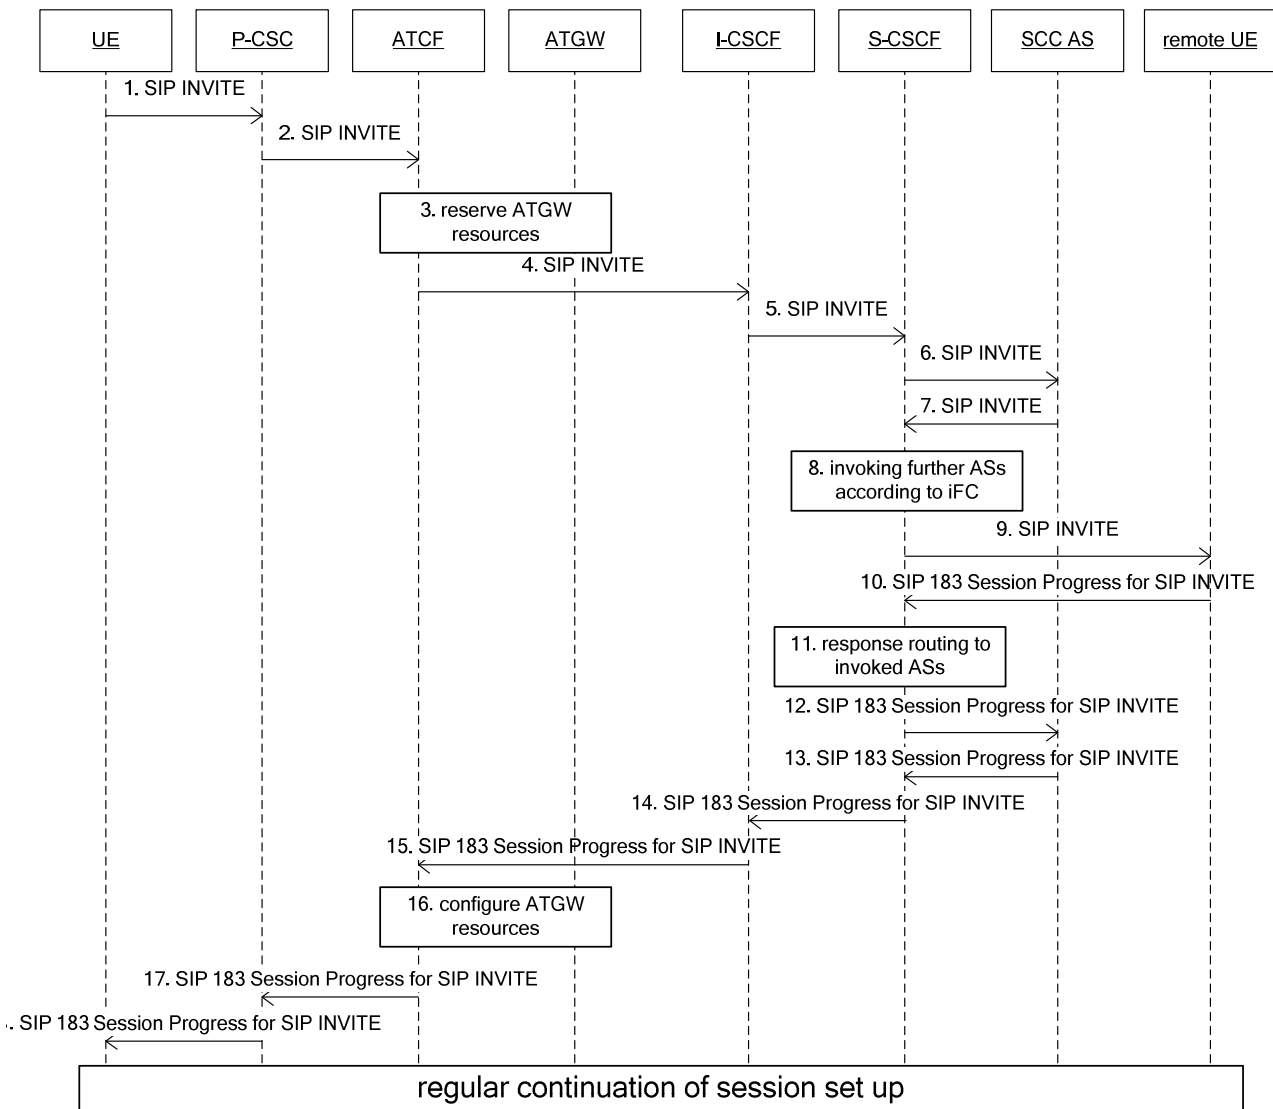 UE
P-CSC
ATCF
ATGW
I-CSCF
S-CSCF
SCC AS
remote UE
1. SIP INVITE
2. SIP INVITE
3. reserve ATGW
resources
4. SIP INVITE
5. SIP INVITE
6. SIP INVITE
7. SIP INVITE
8. invoking further ASs
according to iFC
9. SIP INVITE
10. SIP 183 Session Progress for SIP INVITE
11. response routing to
invoked ASs
12. SIP 183 Session Progress for SIP INVITE
13. SIP 183 Session Progress for SIP INVITE
14. SIP 183 Session Progress for SIP INVITE
15. SIP 183 Session Progress for SIP INVITE
16. configure ATGW
resources
17. SIP 183 Session Progress for SIP INVITE
. SIP 183 Session Progress for SIP INVITE
regular continuation of session set up